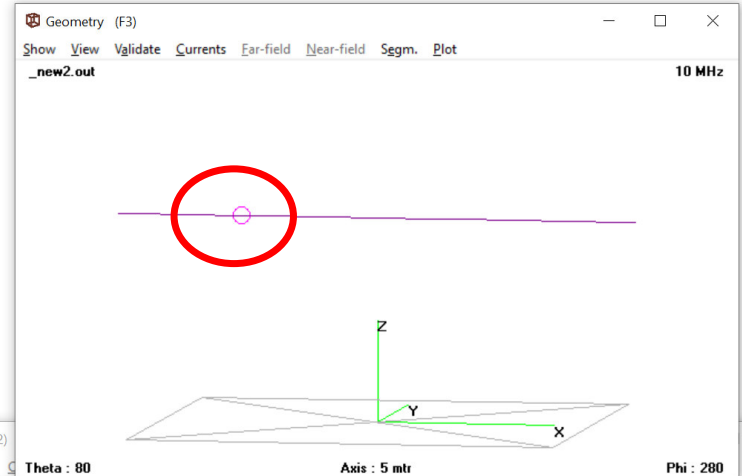 Geometry (F3)
Show View Validate Currents Far-field Near-field Segm. Plot
_new2.out 10 MHz
Z
Y
X
2)
Theta : 80 Axis : 5 mtr Phi : 280